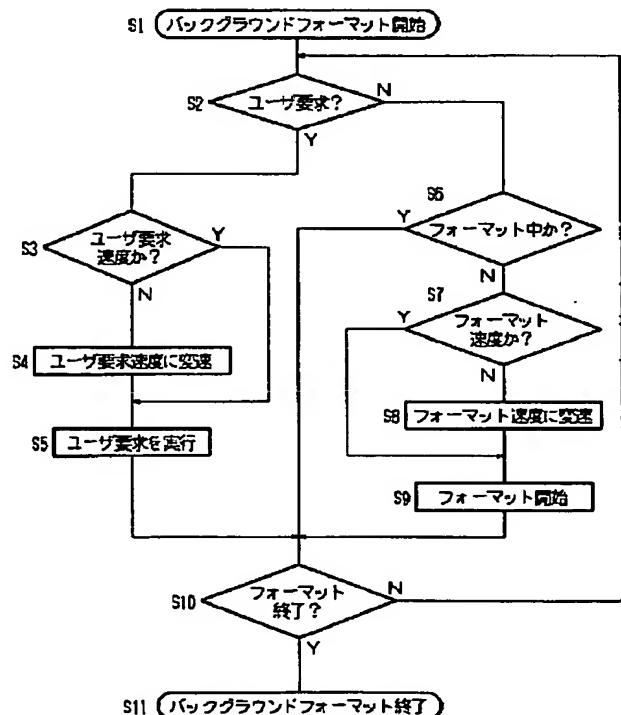 S1 バックグラウンドフォーマット開始
S2 ユーザ要求?
N
Y
S6
Y フォーマット中か?
N
S3 ユーザ要求
速度か?
Y
N
S7
Y フォーマット
速度か?
N
S4 ユーザ要求速度に変速
S8 フォーマット速度に変速
S5 ユーザ要求を実行
S9 フォーマット開始
S10 フォーマット
終了?
N
Y
S11 バックグラウンドフォーマット終了